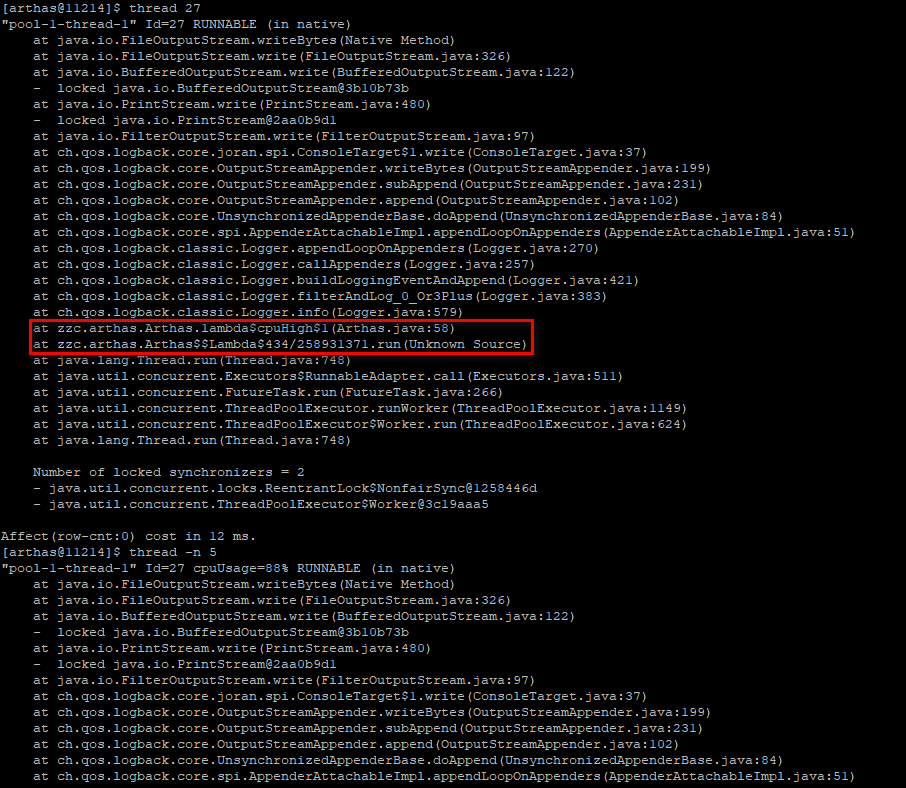 [arthas@11214]$ thread 27
"pool-1-thread-1" Id=27 RUNNABLE (in native)
    at java.io.FileOutputStream.writeBytes(Native Method)
    at java.io.FileOutputStream.write(FileOutputStream.java:326)
    at java.io.BufferedOutputStream.write(BufferedOutputStream.java:122)
    -  locked java.io.BufferedOutputStream@3b10b73b
    at java.io.PrintStream.write(PrintStream.java:480)
    -  locked java.io.PrintStream@2aa0b9d1
    at java.io.FilterOutputStream.write(FilterOutputStream.java:97)
    at ch.qos.logback.core.joran.spi.ConsoleTarget$1.write(ConsoleTarget.java:37)
    at ch.qos.logback.core.OutputStreamAppender.writeBytes(OutputStreamAppender.java:199)
    at ch.qos.logback.core.OutputStreamAppender.subAppend(OutputStreamAppender.java:231)
    at ch.qos.logback.core.OutputStreamAppender.append(OutputStreamAppender.java:102)
    at ch.qos.logback.core.UnsynchronizedAppenderBase.doAppend(UnsynchronizedAppenderBase.java:84)
    at ch.qos.logback.core.spi.AppenderAttachableImpl.appendLoopOnAppenders(AppenderAttachableImpl.java:51)
    at ch.qos.logback.classic.Logger.appendLoopOnAppenders(Logger.java:270)
    at ch.qos.logback.classic.Logger.callAppenders(Logger.java:257)
    at ch.qos.logback.classic.Logger.buildLoggingEventAndAppend(Logger.java:421)
    at ch.qos.logback.classic.Logger.filterAndLog_0_Or3Plus(Logger.java:383)
    at ch.qos.logback.classic.Logger.info(Logger.java:579)
    at zzc.arthas.Arthas.lambda$cpuHigh$1(Arthas.java:58)
    at zzc.arthas.Arthas$$Lambda$434/258931371.run(Unknown Source)
    at java.lang.Thread.run(Thread.java:748)
    at java.util.concurrent.Executors$RunnableAdapter.call(Executors.java:511)
    at java.util.concurrent.FutureTask.run(FutureTask.java:266)
    at java.util.concurrent.ThreadPoolExecutor.runWorker(ThreadPoolExecutor.java:1149)
    at java.util.concurrent.ThreadPoolExecutor$Worker.run(ThreadPoolExecutor.java:624)
    at java.lang.Thread.run(Thread.java:748)

    Number of locked synchronizers = 2
    - java.util.concurrent.locks.ReentrantLock$NonfairSync@1258446d
    - java.util.concurrent.ThreadPoolExecutor$Worker@3c19aaa5

Affect(row-cnt:0) cost in 12 ms.
[arthas@11214]$ thread -n 5
"pool-1-thread-1" Id=27 cpuUsage=88% RUNNABLE (in native)
    at java.io.FileOutputStream.writeBytes(Native Method)
    at java.io.FileOutputStream.write(FileOutputStream.java:326)
    at java.io.BufferedOutputStream.write(BufferedOutputStream.java:122)
    -  locked java.io.BufferedOutputStream@3b10b73b
    at java.io.PrintStream.write(PrintStream.java:480)
    -  locked java.io.PrintStream@2aa0b9d1
    at java.io.FilterOutputStream.write(FilterOutputStream.java:97)
    at ch.qos.logback.core.joran.spi.ConsoleTarget$1.write(ConsoleTarget.java:37)
    at ch.qos.logback.core.OutputStreamAppender.writeBytes(OutputStreamAppender.java:199)
    at ch.qos.logback.core.OutputStreamAppender.subAppend(OutputStreamAppender.java:231)
    at ch.qos.logback.core.OutputStreamAppender.append(OutputStreamAppender.java:102)
    at ch.qos.logback.core.UnsynchronizedAppenderBase.doAppend(UnsynchronizedAppenderBase.java:84)
    at ch.qos.logback.core.spi.AppenderAttachableImpl.appendLoopOnAppenders(AppenderAttachableImpl.java:51)